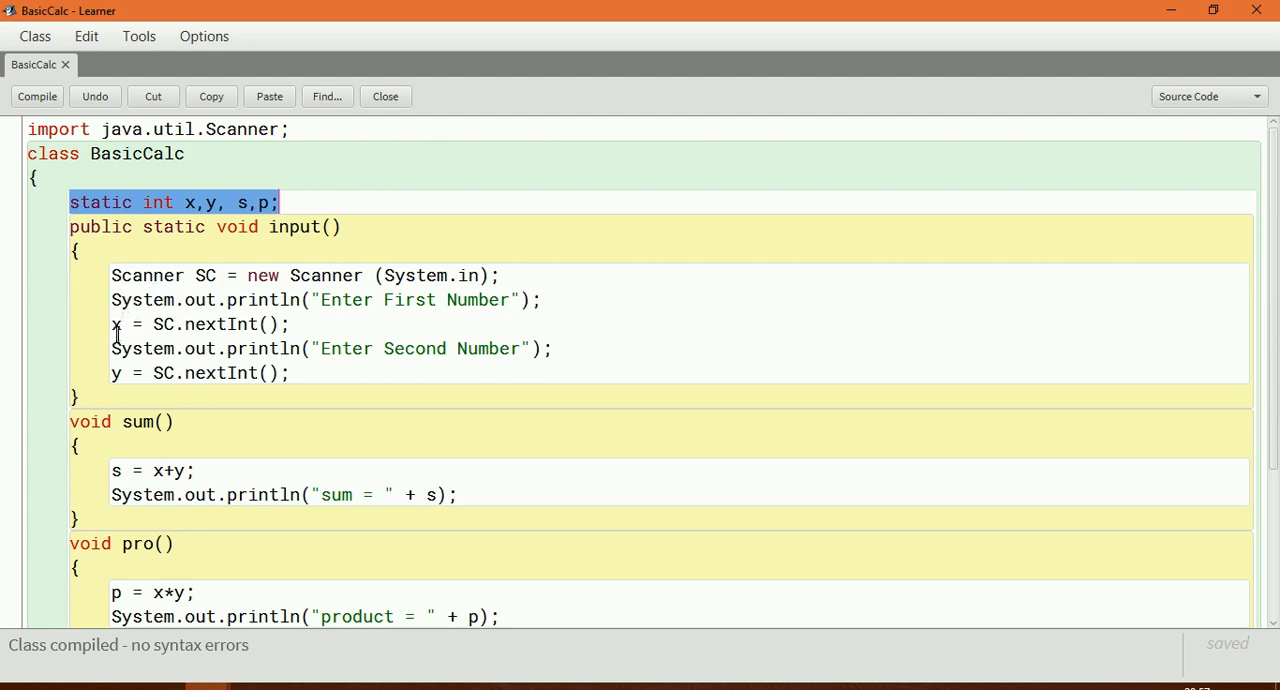 BasicCalc - Learner
Class Edit Tools Options
BasicCalc
Compile Undo Cut Copy Paste Find... Close Source Code
import java.util.Scanner;
class BasicCalc
{
static int x,y, s,p;
public static void input()
{
Scanner SC = new Scanner (System.in);
System.out.println("Enter First Number");
x = SC.nextInt();
System.out.println("Enter Second Number");
y = SC.nextInt();
}
void sum()
{
s = x+y;
System.out.println("sum = " + s);
}
void pro()
{
p = x*y;
System.out.println("product = " + p);
Class compiled - no syntax errors
saved